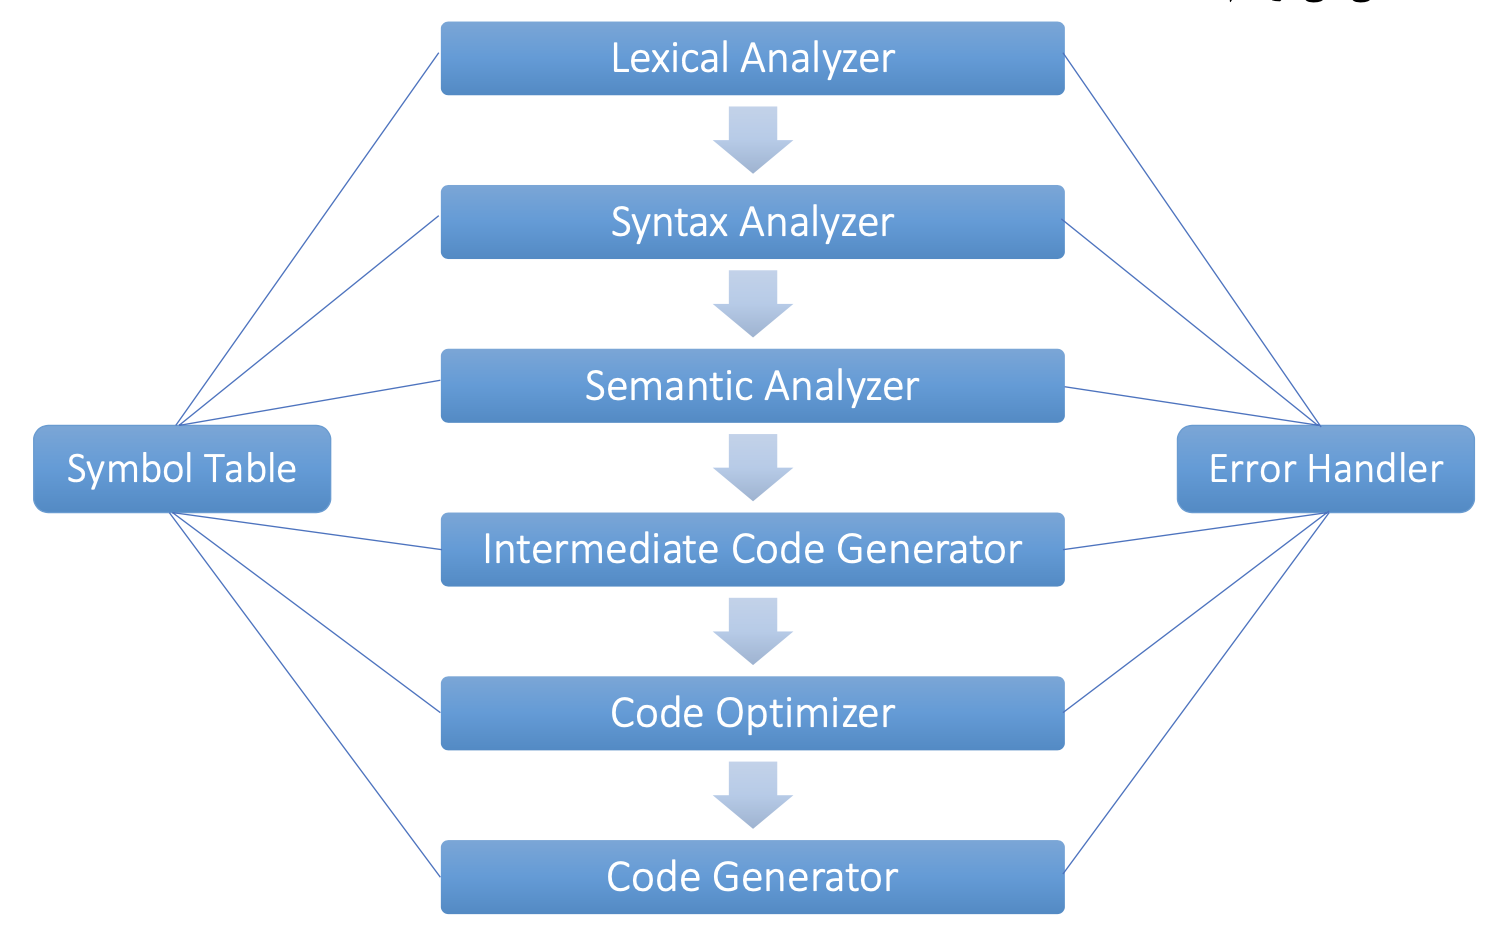 Lexical Analyzer
Syntax Analyzer
Semantic Analyzer
Symbol Table
Error Handler
Intermediate Code Generator
Code Optimizer
Code Generator